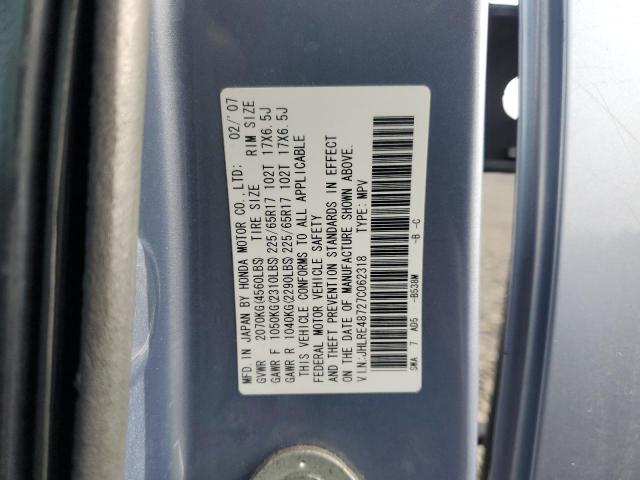 MFD. IN JAPAN BY HONDA MOTOR CO., LTD: 02/'07
GVWR 2070KG(4560LBS) TIRE SIZE RIM SIZE
GAWR F 1050KG(2310LBS) 225/65R17 102T 17X6.5J
GAWR R 1040KG(2290LBS) 225/65R17 102T 17X6.5J
THIS VEHICLE CONFORMS TO ALL APPLICABLE
FEDERAL MOTOR VEHICLE SAFETY
AND THEFT PREVENTION STANDARDS IN EFFECT
ON THE DATE OF MANUFACTURE SHOWN ABOVE.
V.I.N:JHLRE48727C062318 TYPE: MPV
SWA 7 AD5 -B538M -B -C